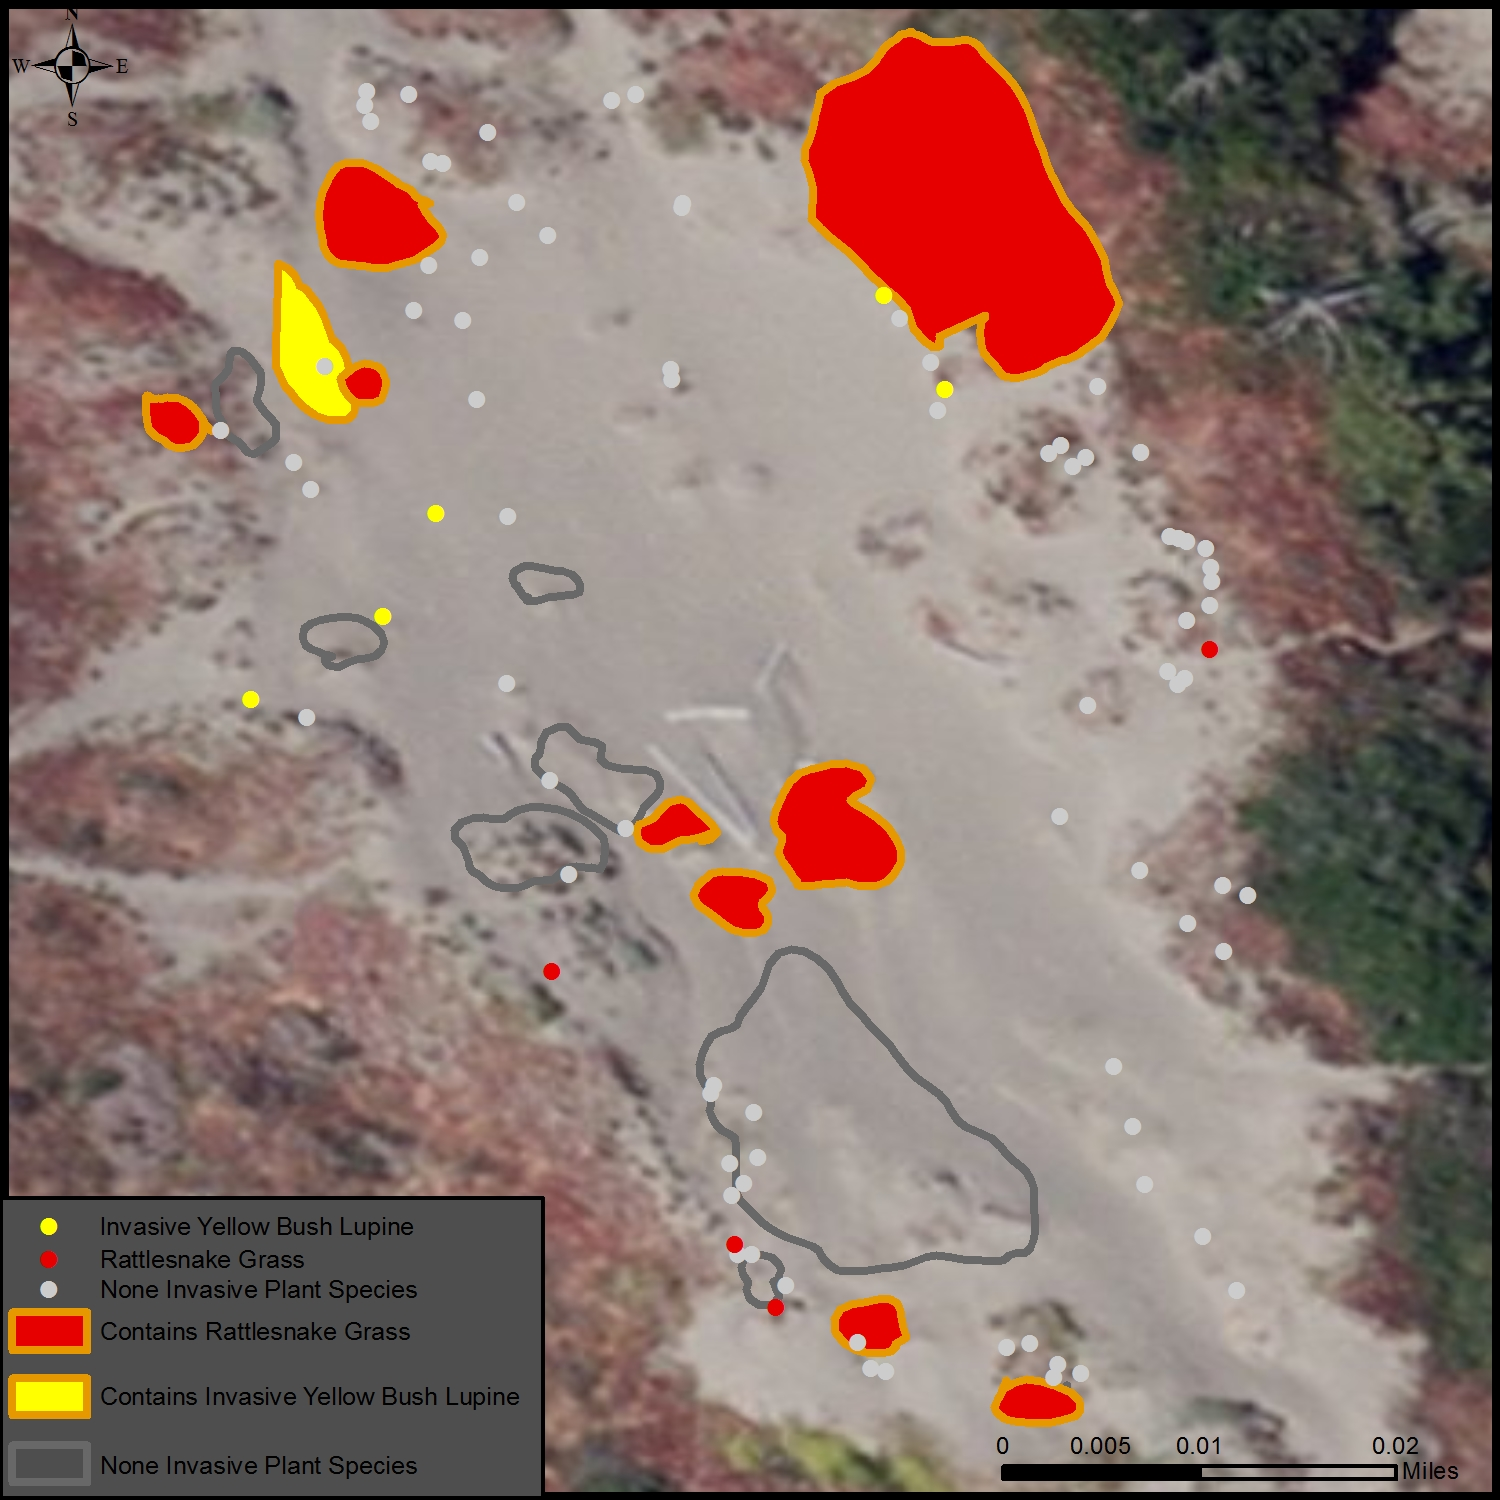 N
W E
S
Invasive Yellow Bush Lupine
Rattlesnake Grass
None Invasive Plant Species
Contains Rattlesnake Grass
Contains Invasive Yellow Bush Lupine
None Invasive Plant Species
0 0.005 0.01 0.02
Miles